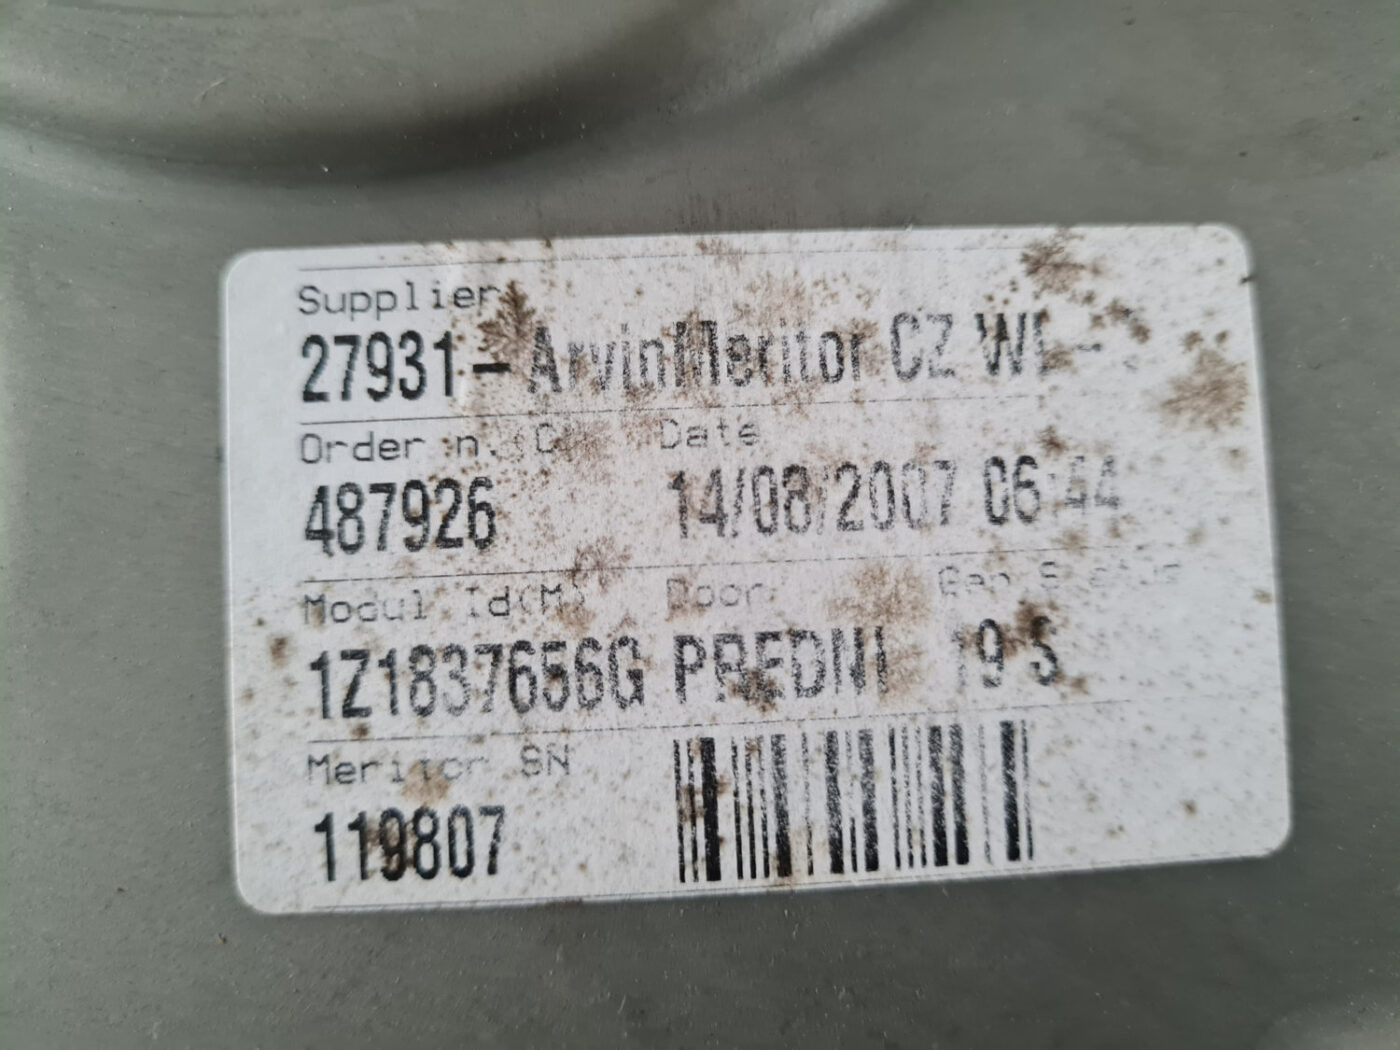 Supplier
27931- ArvinMeritor CZ
Order n. Date
487926 14/08/2007 06:44
Modul Id(M) Door
1Z1837656G PREDNI 19 S
Meritor SN
119807